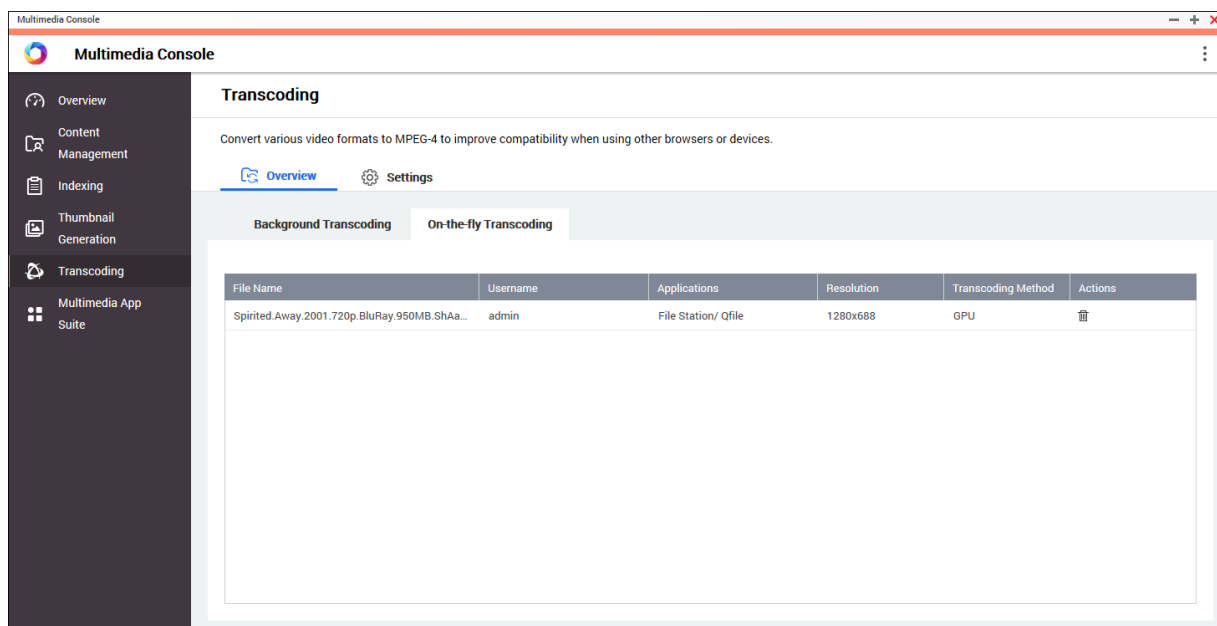 Multimedia Console
Multimedia Console
Overview
Content
Management
Indexing
Thumbnail
Generation
Transcoding
Multimedia App
Suite
Transcoding
Convert various video formats to MPEG-4 to improve compatibility when using other browsers or devices.
Overview Settings
Background Transcoding On-the-fly Transcoding
File Name Username Applications Resolution Transcoding Method Actions
Spirited.Away.2001.720p.BluRay.950MB.ShAa... admin File Station/ Qfile 1280x688 GPU